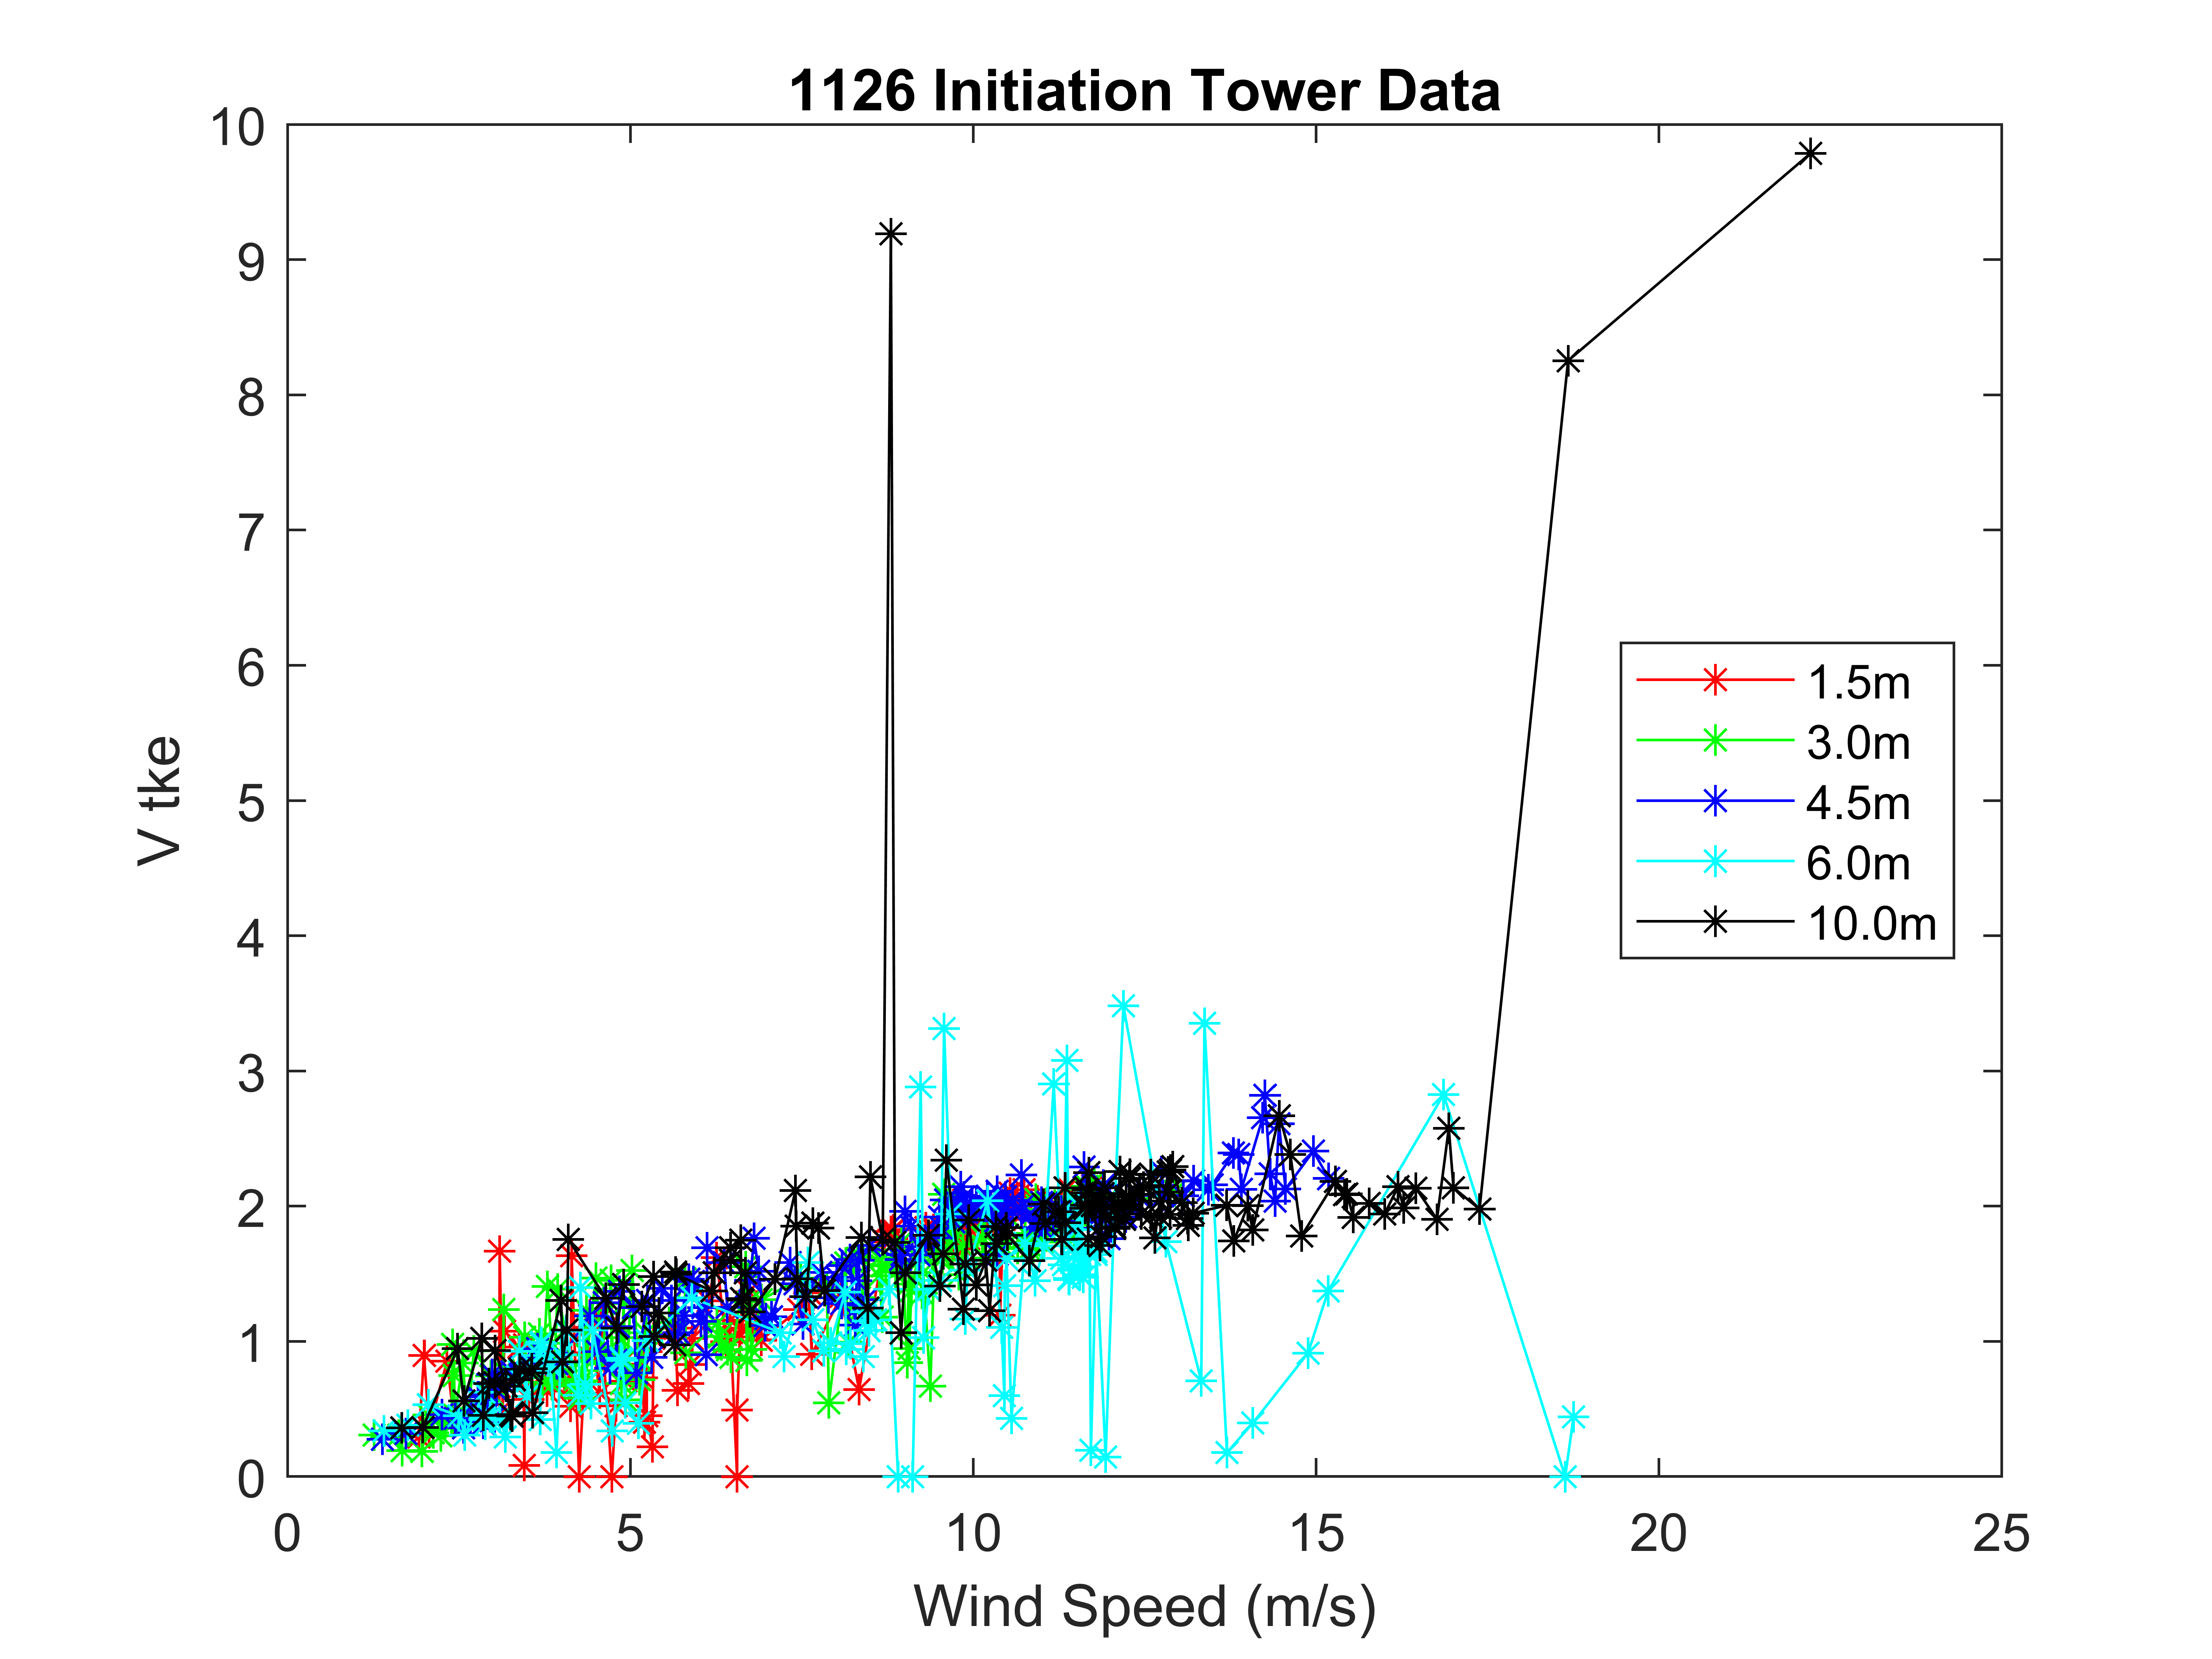 1126 Initiation Tower Data
10
9
8
7
6
5
4
3
2
1
0
V tke
1.5m
3.0m
4.5m
6.0m
10.0m
0 5 10 15 20 25
Wind Speed (m/s)